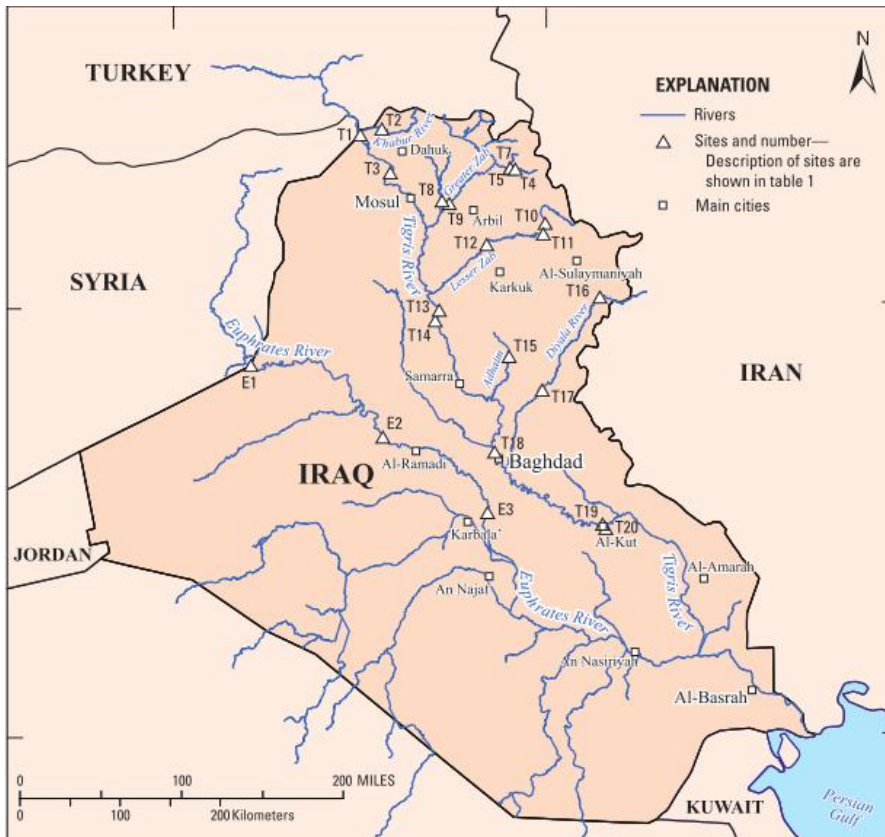 TURKEY
N
EXPLANATION
Rivers
Sites and number—
Description of sites are
shown in table 1
Main cities
T1
T2
Khabur River
Dahuk
T3
T7
T5
T4
Greater Zab
Mosul
T8
T9
Arbil
T10
T11
T12
Tigris River
Lesser Zab
Karkuk
Al-Sulaymaniyah
SYRIA
T16
T13
T14
Euphrates River
T15
Adhaim
Diyala River
IRAN
E1
Samarra
T17
E2
T18
Al-Ramadi
Baghdad
IRAQ
E3
T19
T20
Karbala'
Al-Kut
JORDAN
An Najaf
Al-Amarah
Tigris River
Euphrates River
An Nasiriyah
Al-Basrah
0
100
200 MILES
0
100
200 Kilometers
KUWAIT
Persian
Gulf